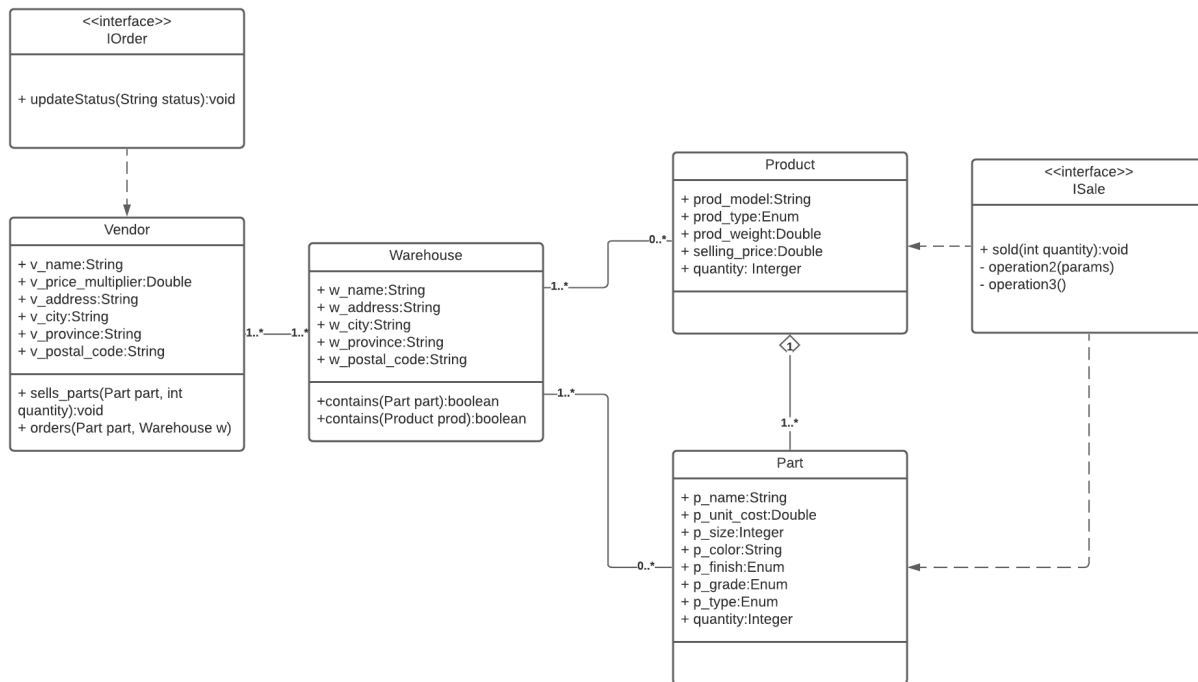 <<interface>>
IOrder
+ updateStatus(String status):void
Vendor
+ v_name:String
+ v_price_multiplier:Double
+ v_address:String
+ v_city:String
+ v_province:String
+ v_postal_code:String
+ sells_parts(Part part, int
quantity):void
+ orders(Part part, Warehouse w)
1..*
1..*
Warehouse
+ w_name:String
+ w_address:String
+ w_city:String
+ w_province:String
+ w_postal_code:String
+contains(Part part):boolean
+contains(Product prod):boolean
1..*
0..*
1..*
0..*
Product
+ prod_model:String
+ prod_type:Enum
+ prod_weight:Double
+ selling_price:Double
+ quantity: Interger
1
1..*
Part
+ p_name:String
+ p_unit_cost:Double
+ p_size:Integer
+ p_color:String
+ p_finish:Enum
+ p_grade:Enum
+ p_type:Enum
+ quantity:Integer
<<interface>>
ISale
+ sold(int quantity):void
- operation2(params)
- operation3()